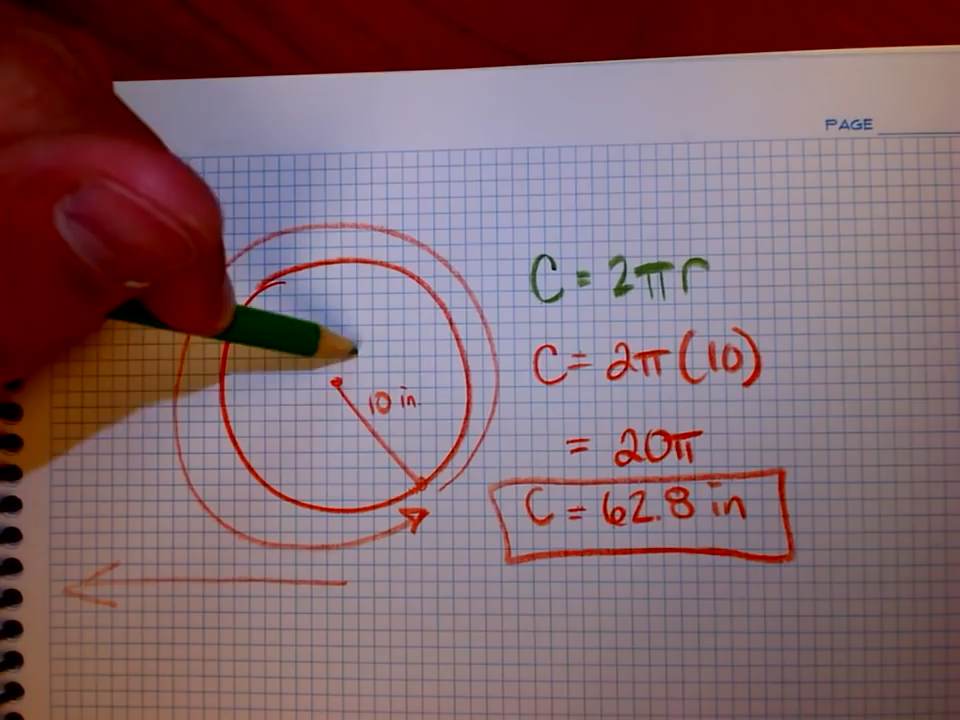 PAGE
C = 2πr
C = 2π(10)
10 in.
= 20π
C = 62.8 in